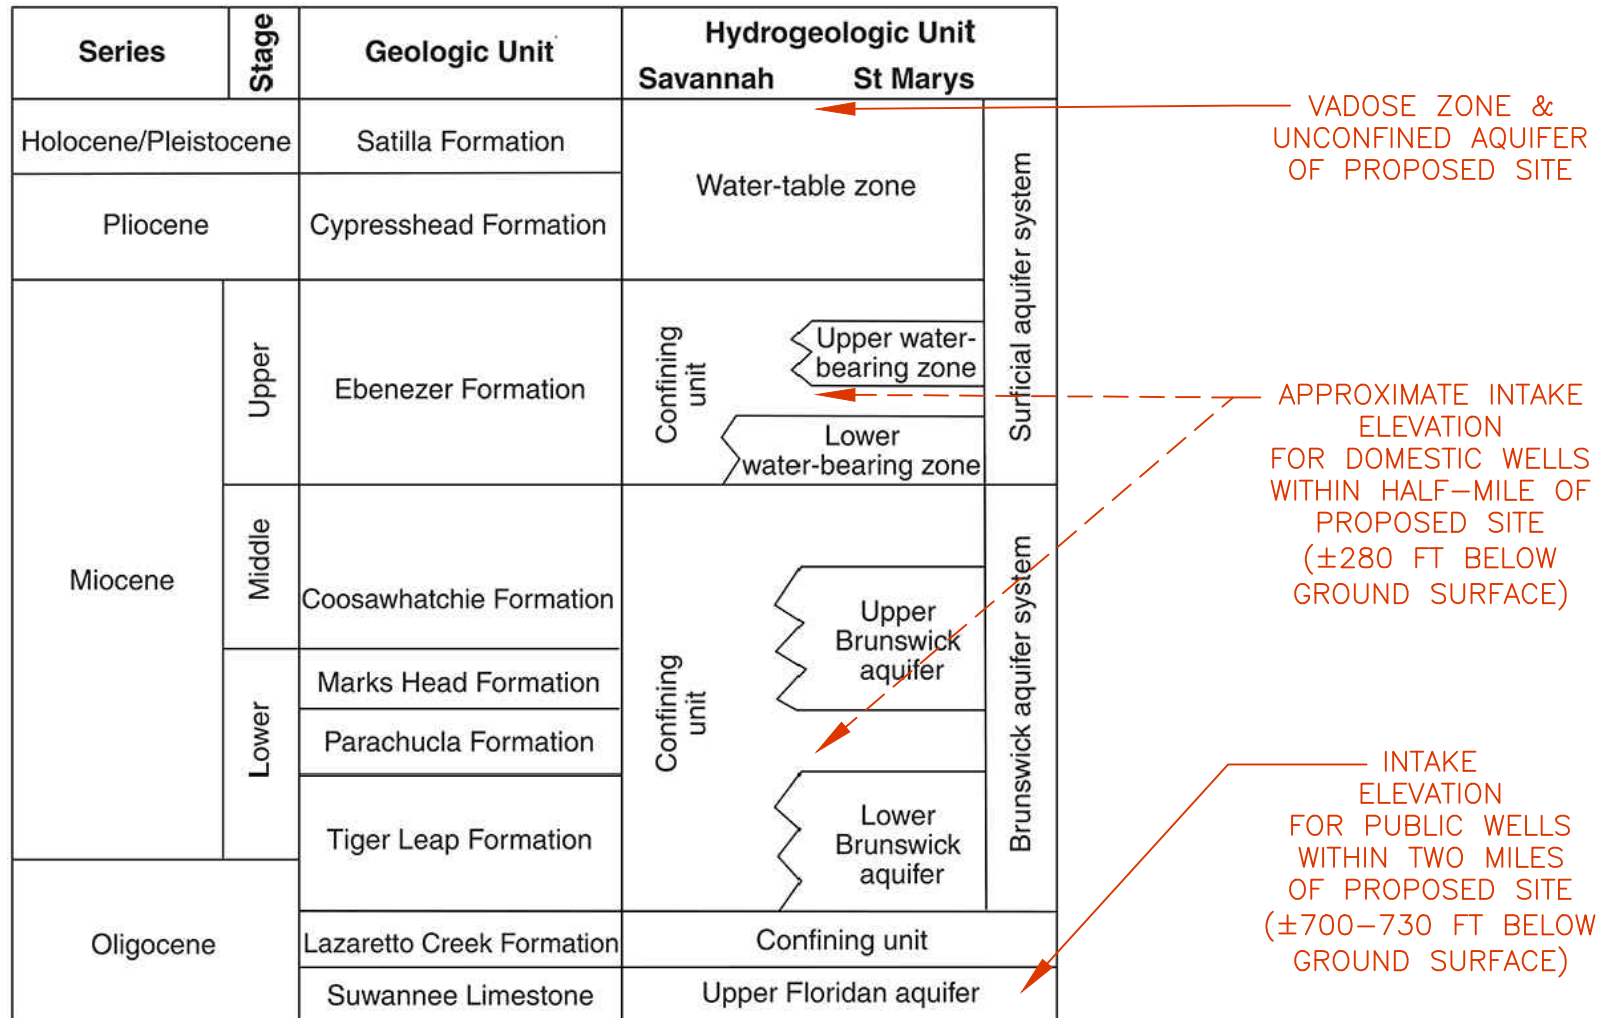 Series
Stage
Geologic Unit
Hydrogeologic Unit
Savannah
St Marys
Holocene/Pleistocene
Satilla Formation
Water-table zone
Surficial aquifer system
Pliocene
Cypresshead Formation
Miocene
Upper
Ebenezer Formation
Confining
unit
Upper water-
bearing zone
Lower
water-bearing zone
Middle
Coosawhatchie Formation
Confining
unit
Upper
Brunswick
aquifer
Brunswick aquifer system
Lower
Marks Head Formation
Parachucla Formation
Tiger Leap Formation
Lower
Brunswick
aquifer
Oligocene
Lazaretto Creek Formation
Confining unit
Suwannee Limestone
Upper Floridan aquifer
VADOSE ZONE &
UNCONFINED AQUIFER
OF PROPOSED SITE
APPROXIMATE INTAKE
ELEVATION
FOR DOMESTIC WELLS
WITHIN HALF-MILE OF
PROPOSED SITE
(±280 FT BELOW
GROUND SURFACE)
INTAKE
ELEVATION
FOR PUBLIC WELLS
WITHIN TWO MILES
OF PROPOSED SITE
(±700-730 FT BELOW
GROUND SURFACE)